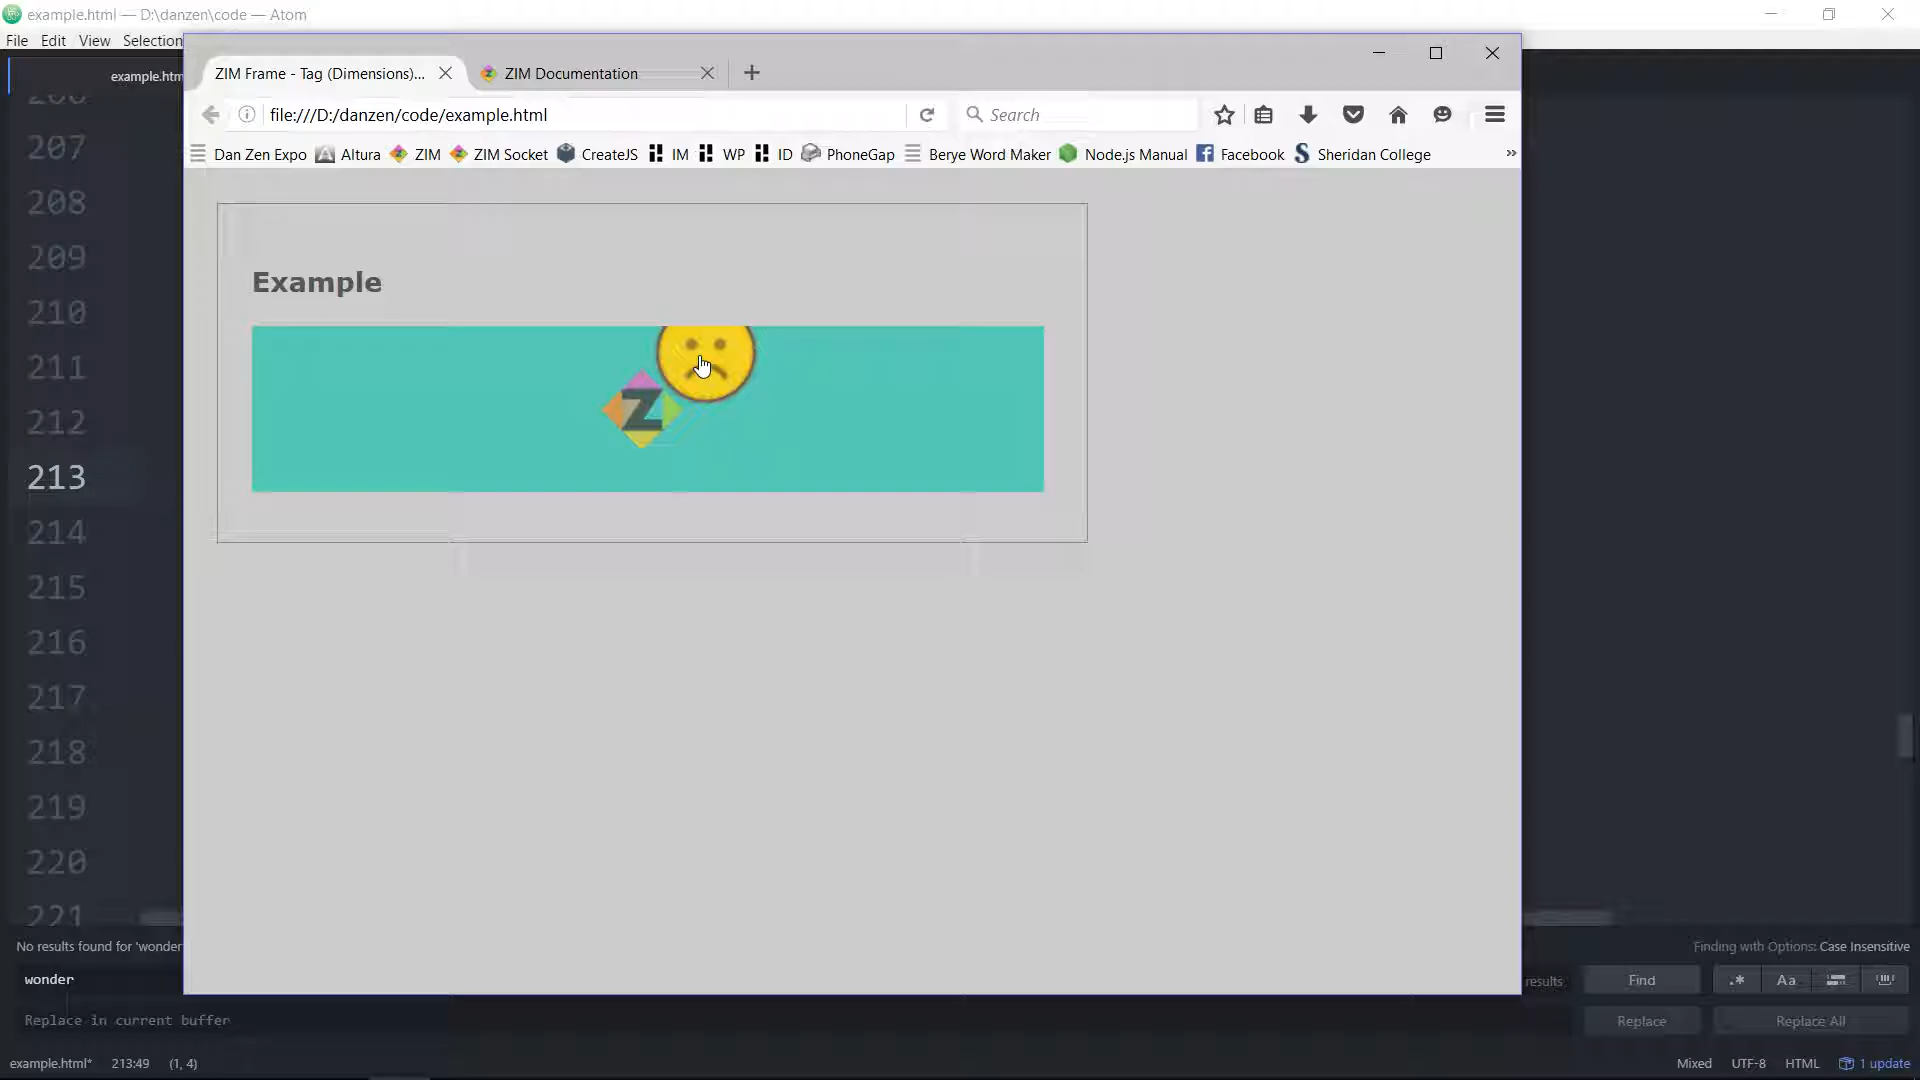 example.html — D:\danzen\code — Atom
File Edit View Selection
example.htm
ZIM Frame - Tag (Dimensions)...
ZIM Documentation
file:///D:/danzen/code/example.html
Search
Dan Zen Expo
Altura
ZIM
ZIM Socket
CreateJS
IM
WP
ID
PhoneGap
Berye Word Maker
Node.js Manual
Facebook
Sheridan College
»
Example
Z
206
207
208
209
210
211
212
213
214
215
216
217
218
219
220
221
No results found for 'wonder
Finding with Options: Case Insensitive
wonder
results
Find
.*
Aa
Replace in current buffer
Replace
Replace All
example.html*
213:49
(1, 4)
Mixed
UTF-8
HTML
1 update